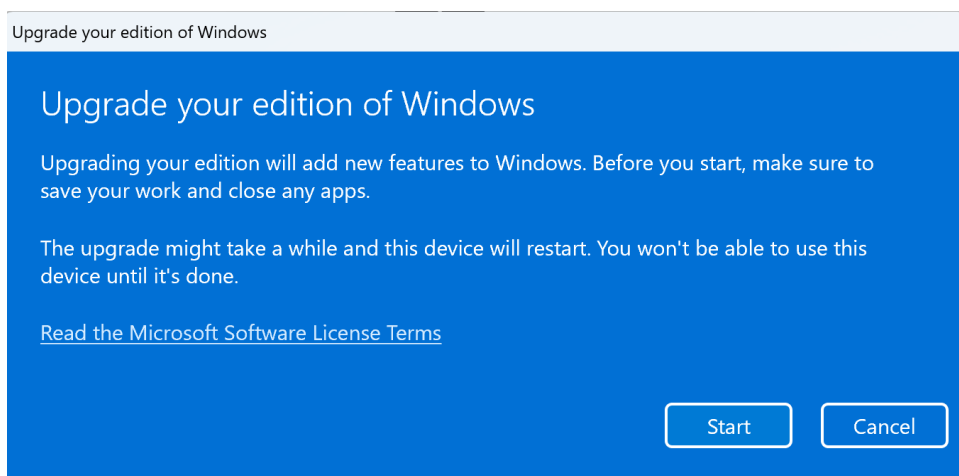 Upgrade your edition of Windows
Upgrade your edition of Windows
Upgrading your edition will add new features to Windows. Before you start, make sure to
save your work and close any apps.
The upgrade might take a while and this device will restart. You won't be able to use this
device until it's done.
Read the Microsoft Software License Terms
Start
Cancel